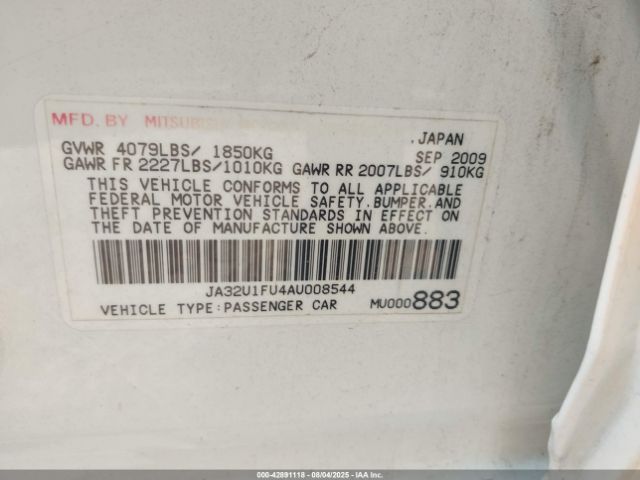 MFD. BY MITSUBISHI
.JAPAN
GVWR 4079LBS/ 1850KG SEP 2009
GAWR FR 2227LBS/1010KG GAWR RR 2007LBS/ 910KG
THIS VEHICLE CONFORMS TO ALL APPLICABLE
FEDERAL MOTOR VEHICLE SAFETY.BUMPER.AND
THEFT PREVENTION STANDARDS IN EFFECT ON
THE DATE OF MANUFACTURE SHOWN ABOVE.
JA32U1FU4AU008544
VEHICLE TYPE:PASSENGER CAR MU000883
000-42891118 - 08/04/2025 - IAA Inc.